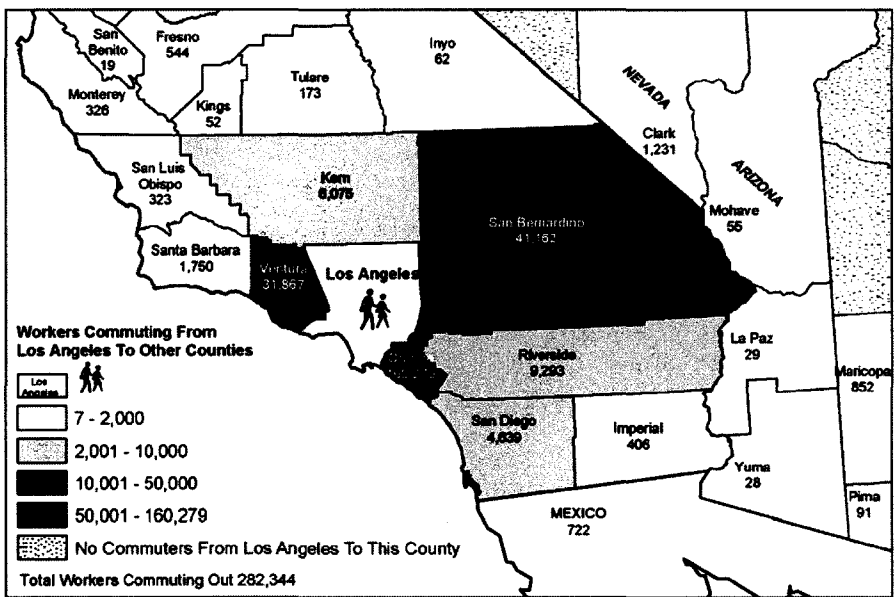 San
Benito
19
Fresno
544
Inyo
62
Monterey
326
Kings
52
Tulare
173
NEVADA
Clark
1,231
ARIZONA
Mohave
55
San Luis
Obispo
323
Kern
San Bernardino
41,162
Santa Barbara
1,750
Ventura
31,867
Los Angeles
Workers Commuting From
Los Angeles To Other Counties
Los
Angeles
7 - 2,000
2,001 - 10,000
10,001 - 50,000
50,001 - 160,279
No Commuters From Los Angeles To This County
Total Workers Commuting Out 282,344
Riverside
9,293
La Paz
29
Maricopa
852
San Diego
4,639
Imperial
406
Yuma
28
Pima
91
MEXICO
722